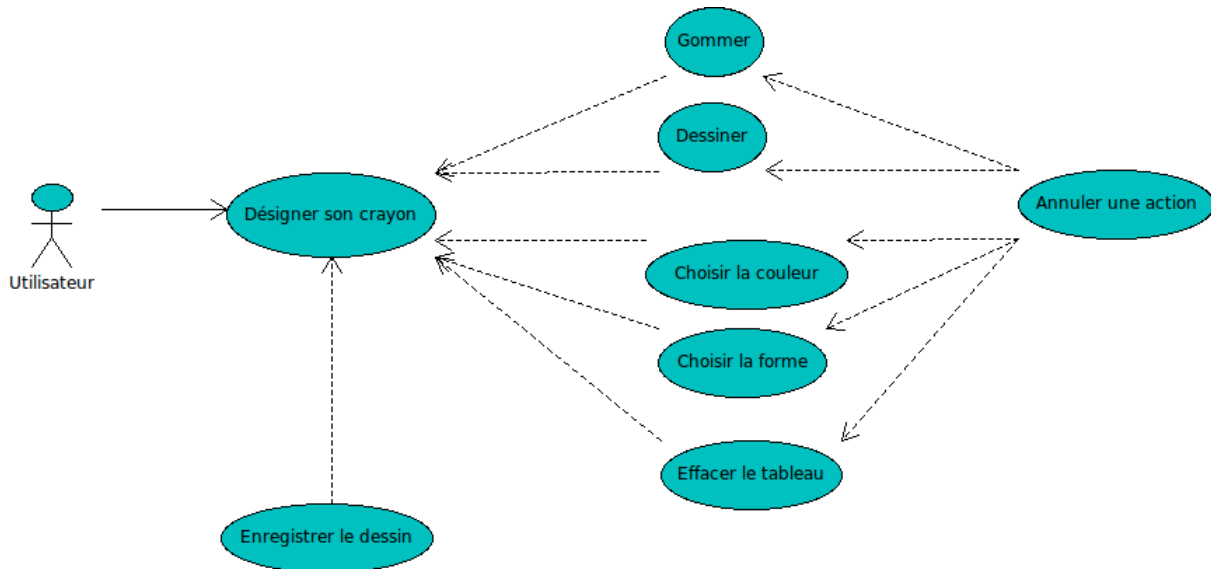 Gommer
Dessiner
Désigner son crayon
Annuler une action
Utilisateur
Choisir la couleur
Choisir la forme
Effacer le tableau
Enregistrer le dessin